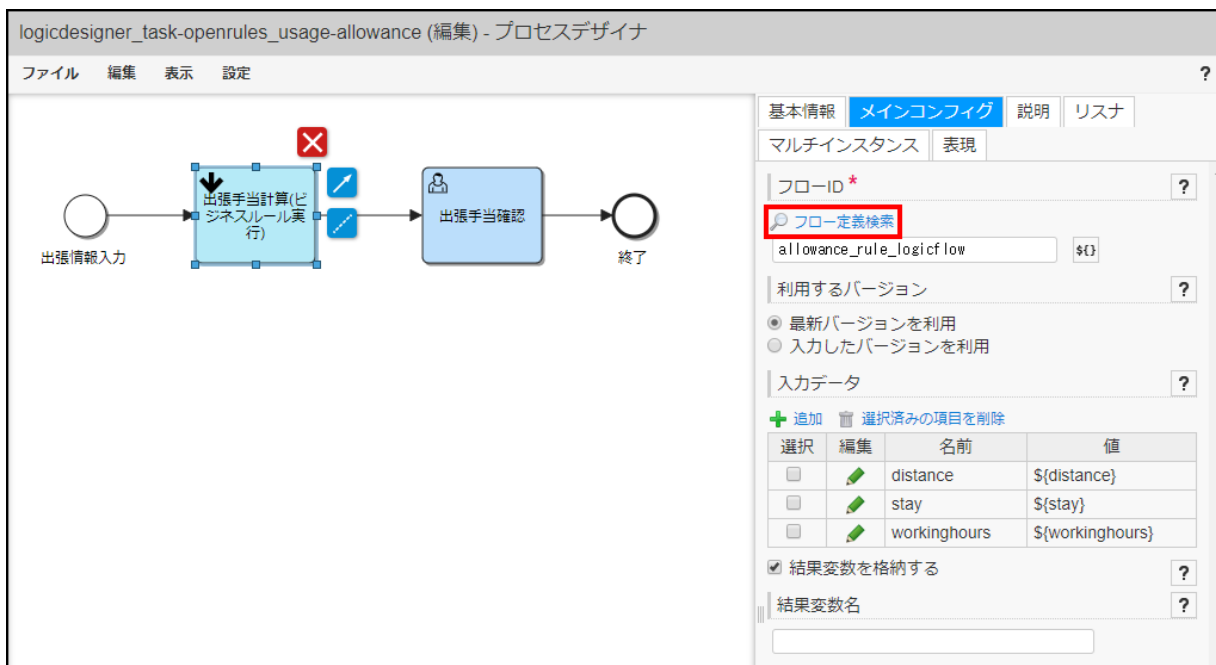 logicdesigner_task-openrules_usage-allowance (編集) - プロセスデザイナ
ファイル 編集 表示 設定 ?
出張情報入力
出張手当計算(ビ
ジネスルール実
行)
出張手当確認
終了
基本情報 メインコンフィグ 説明 リスナ
マルチインスタンス 表現
フローID * ?
フロー定義検索
allowance_rule_logicflow ${}
利用するバージョン ?
最新バージョンを利用
入力したバージョンを利用
入力データ ?
追加 選択済みの項目を削除
選択 編集 名前 値
distance ${distance}
stay ${stay}
workinghours ${workinghours}
結果変数を格納する ?
結果変数名 ?